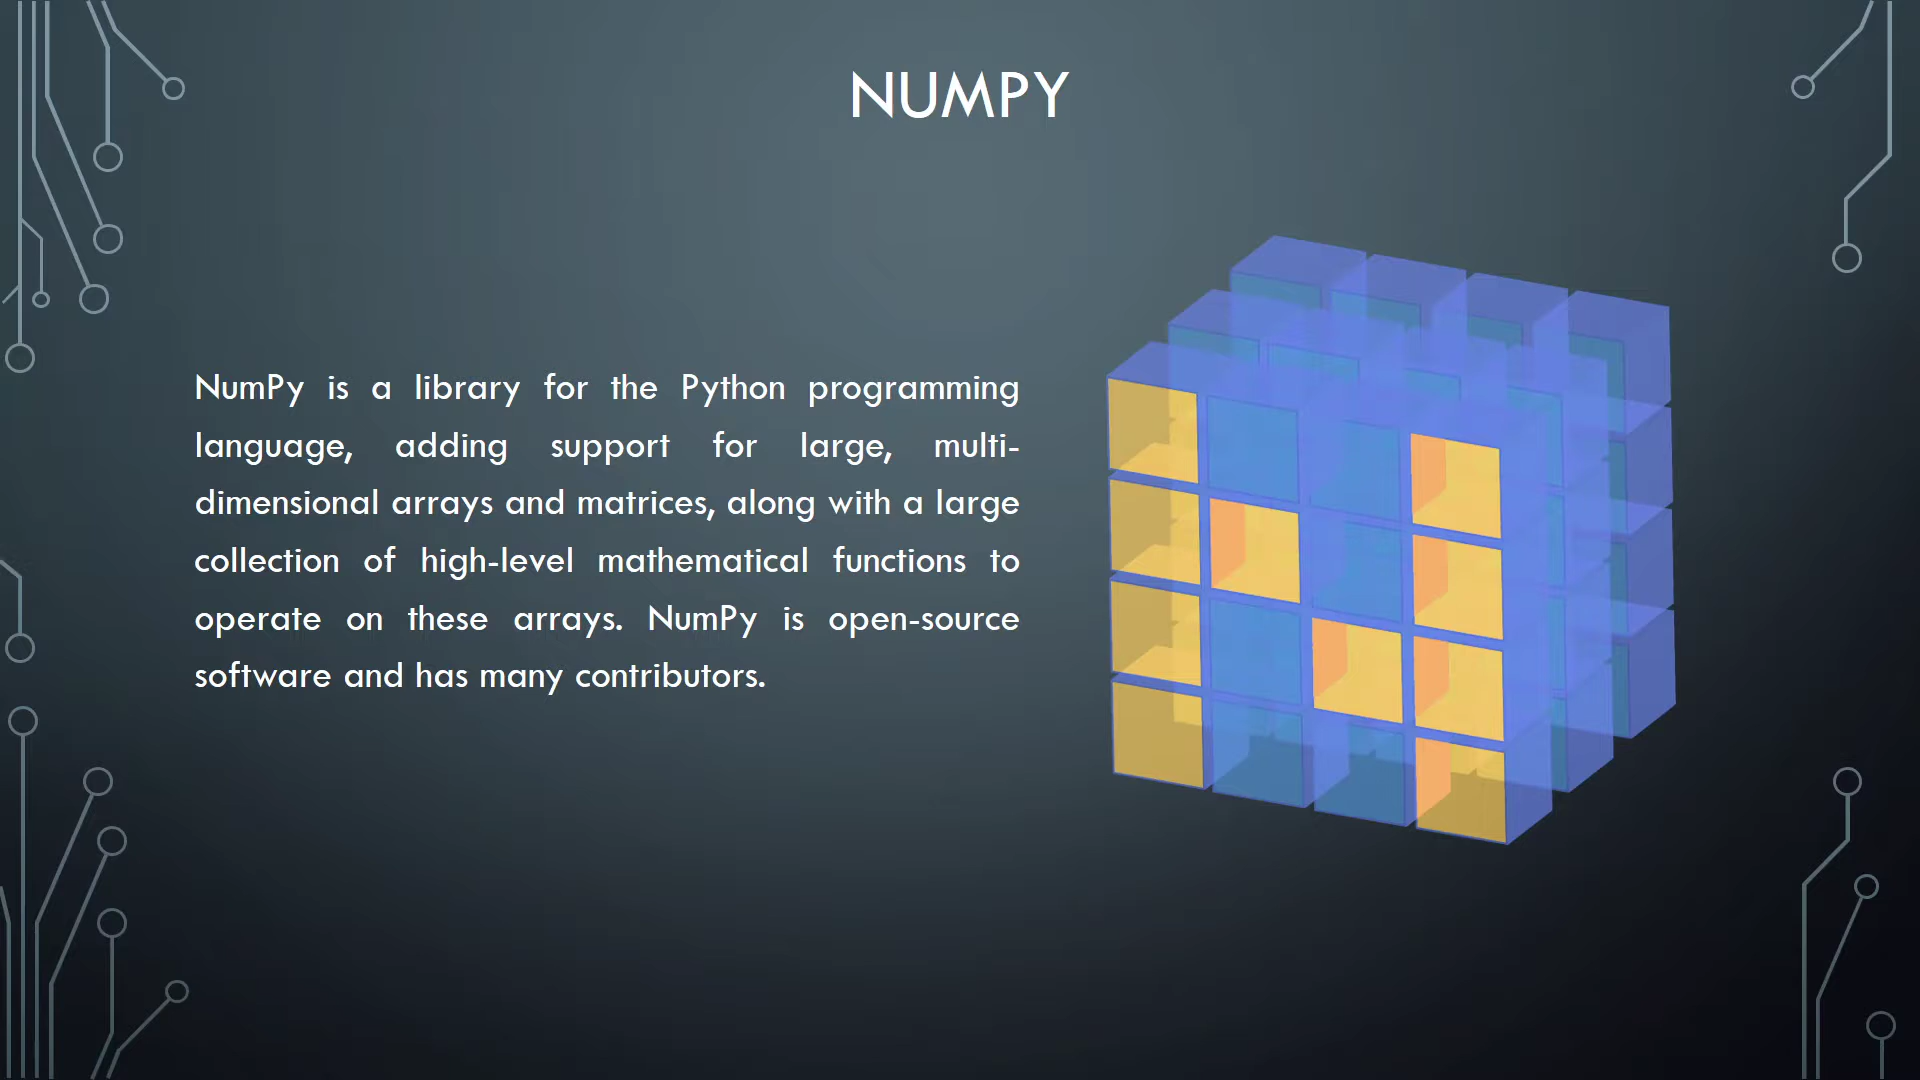 NUMPY
NumPy is a library for the Python programming
language, adding support for large, multi-
dimensional arrays and matrices, along with a large
collection of high-level mathematical functions to
operate on these arrays. NumPy is open-source
software and has many contributors.